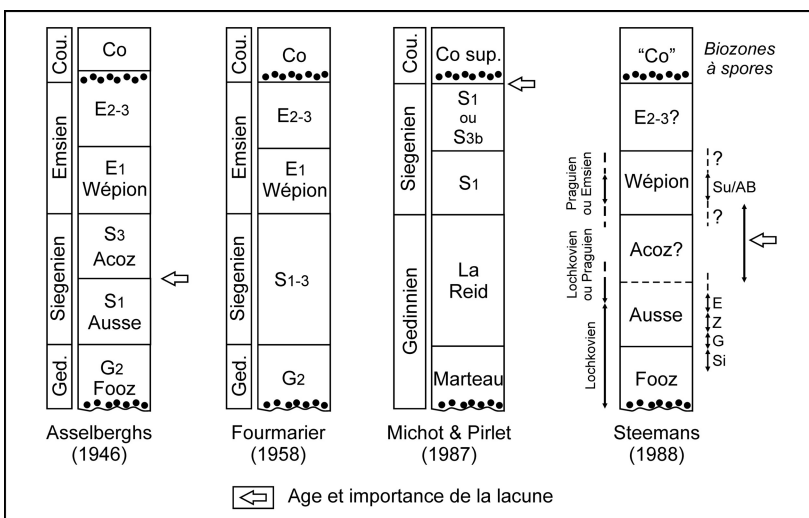 Cou.
Emsien
Siegenien
Ged.
Co
E2-3
E1
Wépion
S3
Acoz
S1
Ausse
G2
Fooz
Asselberghs
(1946)
Cou.
Emsien
Siegenien
Ged.
Co
E2-3
E1
Wépion
S1-3
G2
Fourmarier
(1958)
Cou.
Siegenien
Gedinnien
Co sup.
S1
ou
S3b
S1
La
Reid
Marteau
Michot & Pirlet
(1987)
Praguien
ou Emsien
Lochkovien
ou Praguien
Lochkovien
“Co”
E2-3?
Wépion
Acoz?
Ausse
Fooz
Steemans
(1988)
Biozones
à spores
?
Su/AB
?
E
Z
G
Si
Age et importance de la lacune